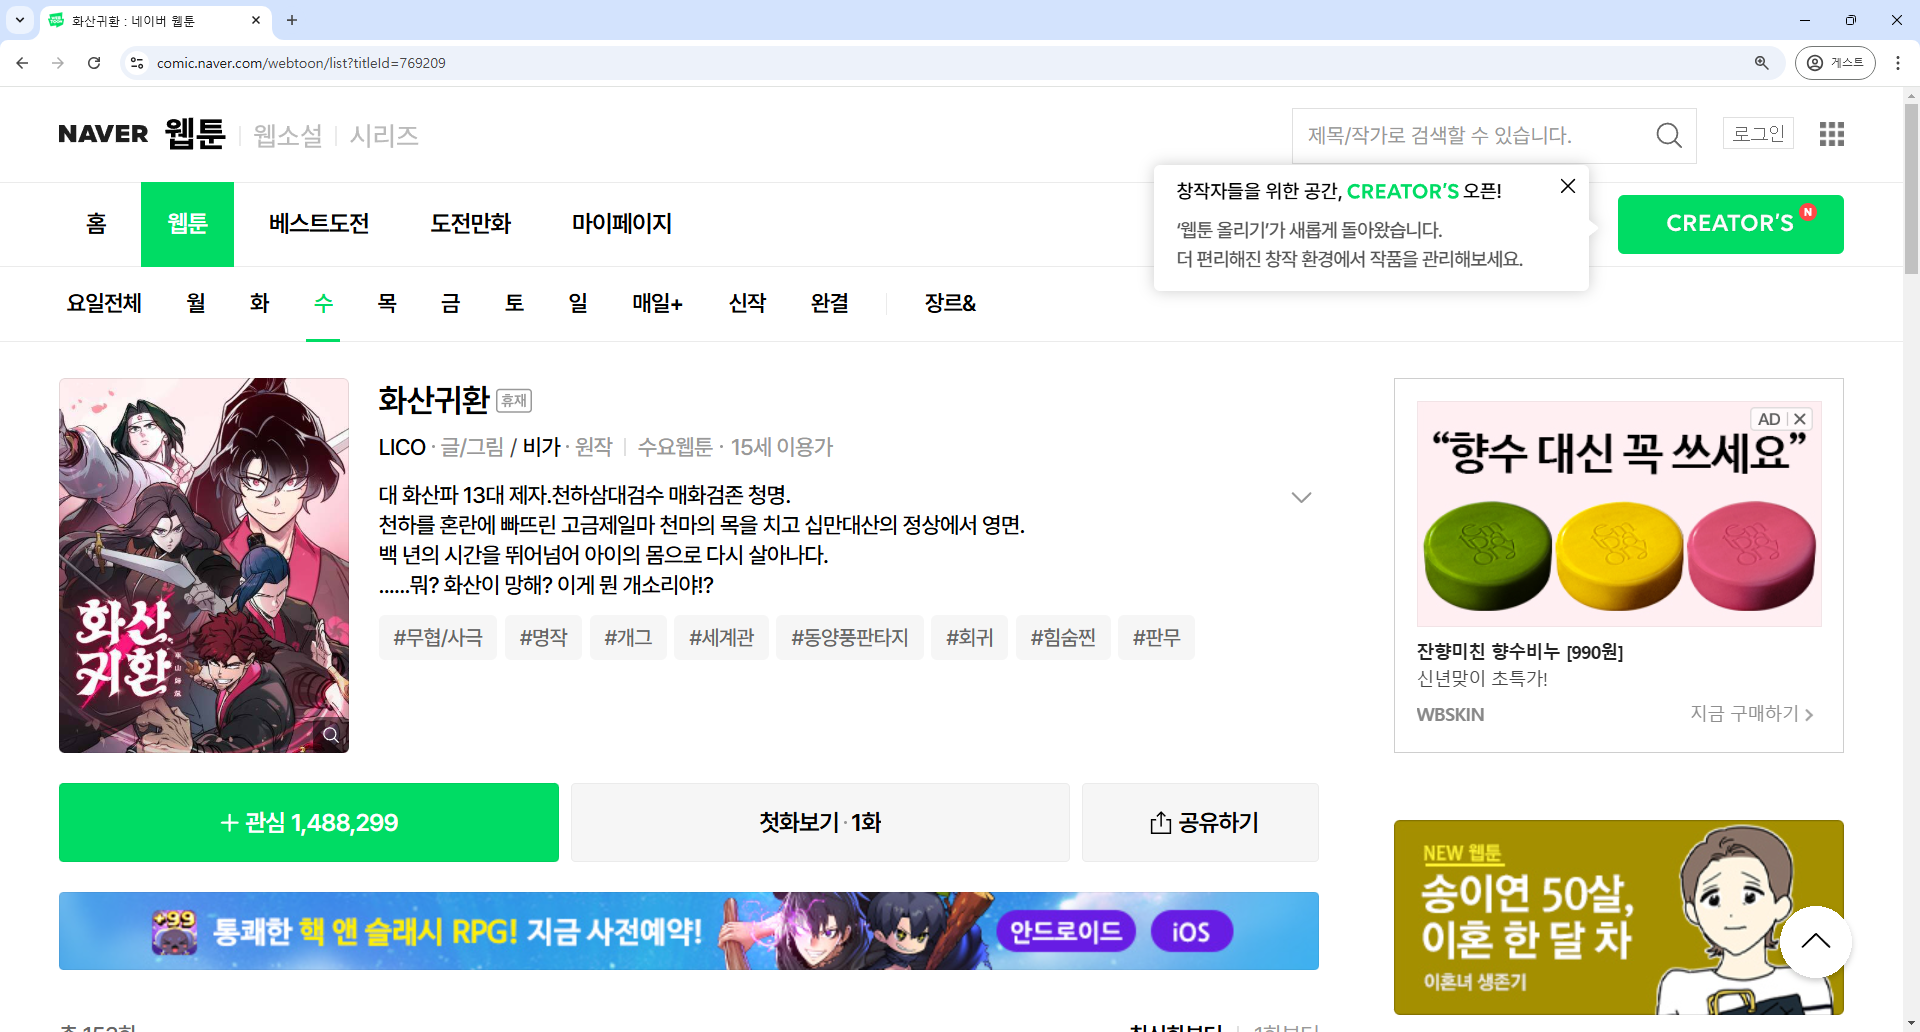 화산귀환 : 네이버 웹툰
comic.naver.com/webtoon/list?titleId=769209
게스트
NAVER 웹툰 웹소설 시리즈
제목/작가로 검색할 수 있습니다.
로그인
홈 웹툰 베스트도전 도전만화 마이페이지
창작자들을 위한 공간, CREATOR'S 오픈!
‘웹툰 올리기’가 새롭게 돌아왔습니다.
더 편리해진 창작 환경에서 작품을 관리해보세요.
CREATOR'S N
요일전체 월 화 수 목 금 토 일 매일+ 신작 완결 장르&
화산귀환
화산귀환 휴재
LICO · 글/그림 / 비가 · 원작 수요웹툰 · 15세 이용가
대 화산파 13대 제자.천하삼대검수 매화검존 청명.
천하를 혼란에 빠뜨린 고금제일마 천마의 목을 치고 십만대산의 정상에서 영면.
백 년의 시간을 뛰어넘어 아이의 몸으로 다시 살아나다.
......뭐? 화산이 망해? 이게 뭔 개소리야!?
#무협/사극 #명작 #개그 #세계관 #동양풍판타지 #회귀 #힘숨찐 #판무
관심 1,488,299
첫화보기 · 1화
공유하기
+99
통쾌한 핵 앤 슬래시 RPG! 지금 사전예약!
안드로이드
iOS
총 153화
최신화부터 1화부터
AD
“향수 대신 꼭 쓰세요”
잔향미친 향수비누 [990원]
신년맞이 초특가!
WBSKIN
지금 구매하기
NEW 웹툰
송이연 50살,
이혼 한 달 차
이혼녀 생존기